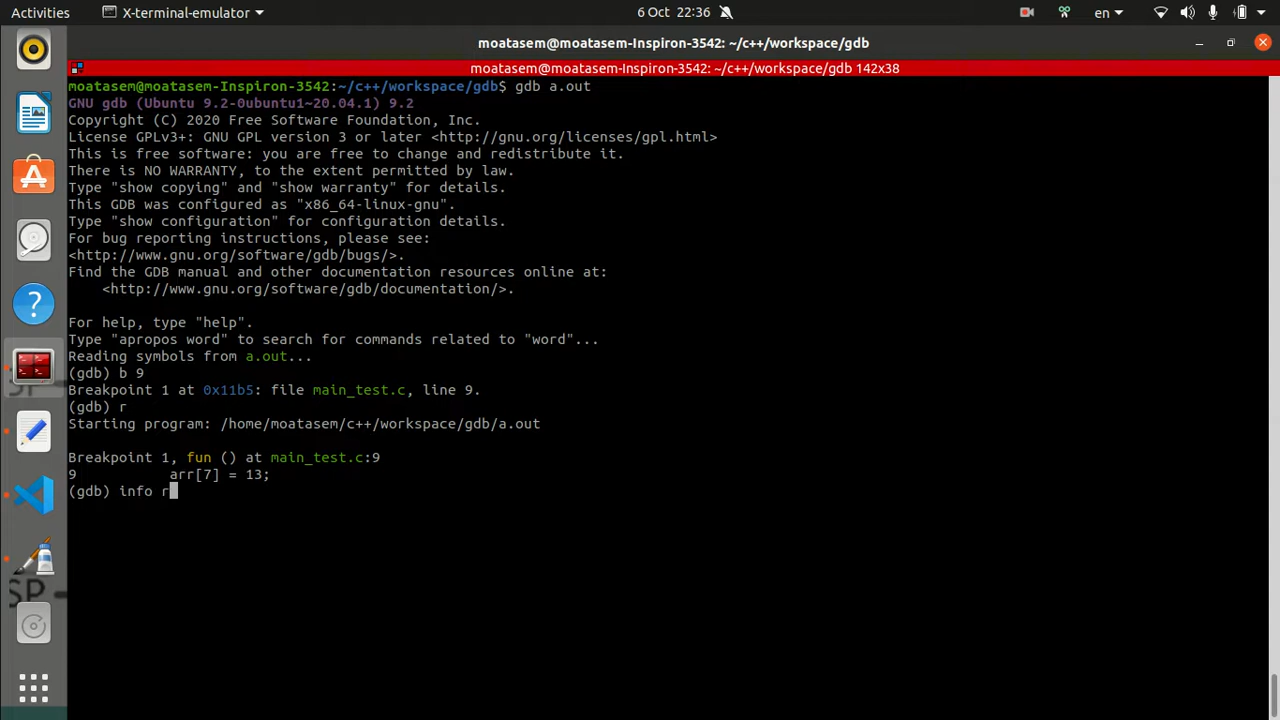 Activities
X-terminal-emulator
6 Oct 22:36
en
moatasem@moatasem-Inspiron-3542: ~/c++/workspace/gdb
moatasem@moatasem-Inspiron-3542: ~/c++/workspace/gdb 142x38
moatasem@moatasem-Inspiron-3542:~/c++/workspace/gdb$ gdb a.out
GNU gdb (Ubuntu 9.2-0ubuntu1~20.04.1) 9.2
Copyright (C) 2020 Free Software Foundation, Inc.
License GPLv3+: GNU GPL version 3 or later <http://gnu.org/licenses/gpl.html>
This is free software: you are free to change and redistribute it.
There is NO WARRANTY, to the extent permitted by law.
Type "show copying" and "show warranty" for details.
This GDB was configured as "x86_64-linux-gnu".
Type "show configuration" for configuration details.
For bug reporting instructions, please see:
<http://www.gnu.org/software/gdb/bugs/>.
Find the GDB manual and other documentation resources online at:
    <http://www.gnu.org/software/gdb/documentation/>.
For help, type "help".
Type "apropos word" to search for commands related to "word"...
Reading symbols from a.out...
(gdb) b 9
Breakpoint 1 at 0x11b5: file main_test.c, line 9.
(gdb) r
Starting program: /home/moatasem/c++/workspace/gdb/a.out
Breakpoint 1, fun () at main_test.c:9
9           arr[7] = 13;
(gdb) info r
SP-
SP-